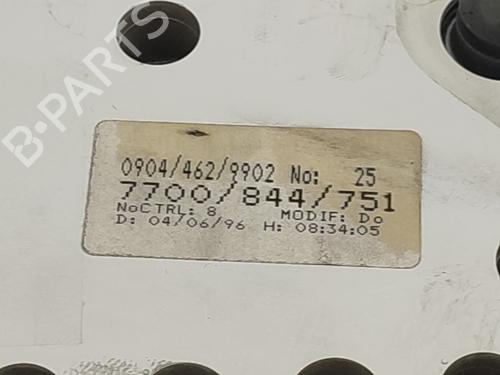 B-PARTS
0904/462/9902 No: 25
7700/844/751
NoCTRL: 8 MODIF: Do
D: 04/06/96 H: 08:34:05